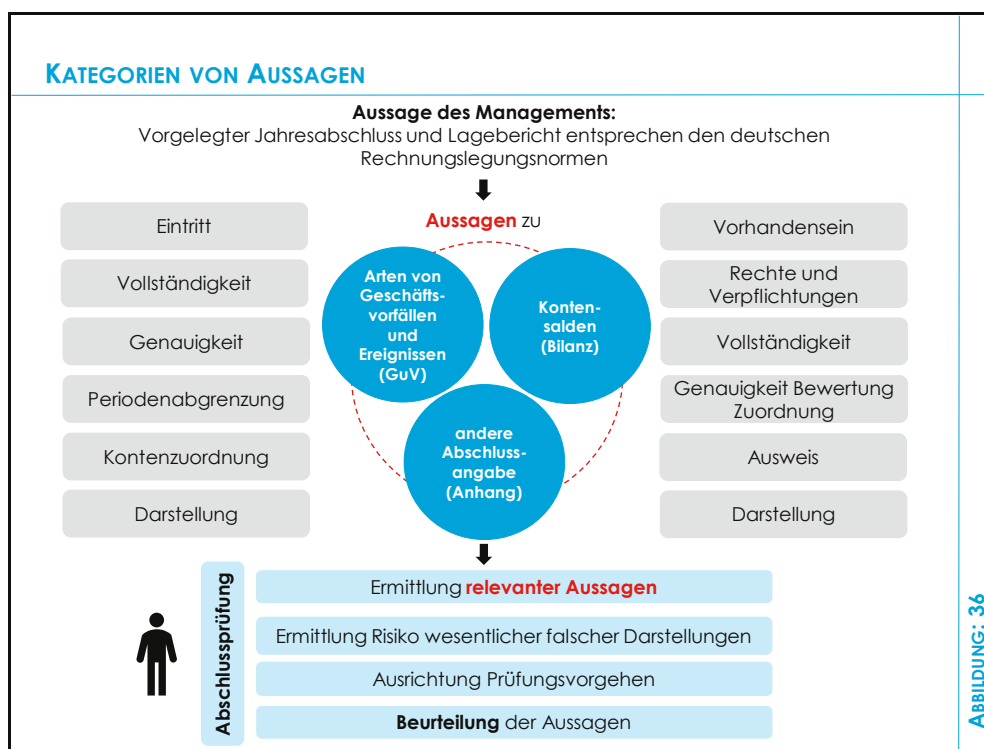 KATEGORIEN VON AUSSAGEN
Aussage des Managements:
Vorgelegter Jahresabschluss und Lagebericht entsprechen den deutschen
Rechnungslegungsnormen
Aussagen zu
Eintritt
Vollständigkeit
Genauigkeit
Periodenabgrenzung
Kontenzuordnung
Darstellung
Arten von
Geschäfts-
vorfällen
und
Ereignissen
(GuV)
Konten-
salden
(Bilanz)
andere
Abschluss-
angabe
(Anhang)
Vorhandensein
Rechte und
Verpflichtungen
Vollständigkeit
Genauigkeit Bewertung
Zuordnung
Ausweis
Darstellung
Abschlussprüfung
Ermittlung relevanter Aussagen
Ermittlung Risiko wesentlicher falscher Darstellungen
Ausrichtung Prüfungsvorgehen
Beurteilung der Aussagen
ABBILDUNG: 36